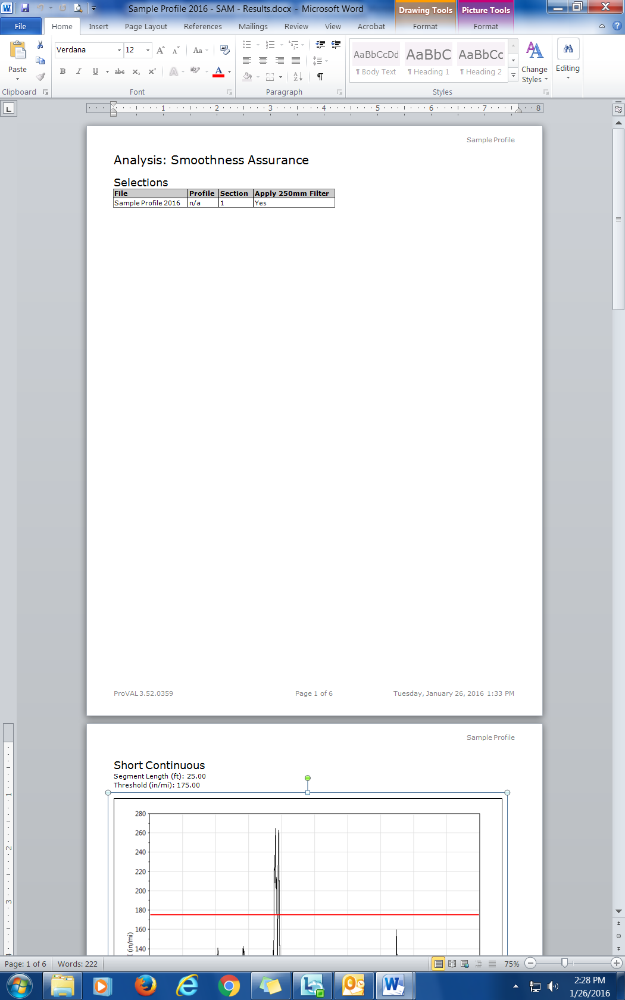 Sample Profile 2016 - SAM - Results.docx - Microsoft Word
Drawing Tools
Picture Tools
File
Home
Insert
Page Layout
References
Mailings
Review
View
Acrobat
Format
Format
Paste
Clipboard
Verdana
12
Font
Paragraph
AaBbCcDd
¶ Body Text
AaBbC
¶ Heading 1
AaBbCc
¶ Heading 2
Change
Styles
Styles
Editing
1 2 3 4 5 6 7 8
Sample Profile
Analysis: Smoothness Assurance
Selections
File Profile Section Apply 250mm Filter
Sample Profile 2016 n/a 1 Yes
ProVAL 3.52.0359
Page 1 of 6
Tuesday, January 26, 2016 1:33 PM
Sample Profile
Short Continuous
Segment Length (ft): 25.00
Threshold (in/mi): 175.00
280
260
240
220
200
180
160
140
(in/mi)
1
2
3
Page: 1 of 6
Words: 222
75%
2:28 PM
1/26/2016